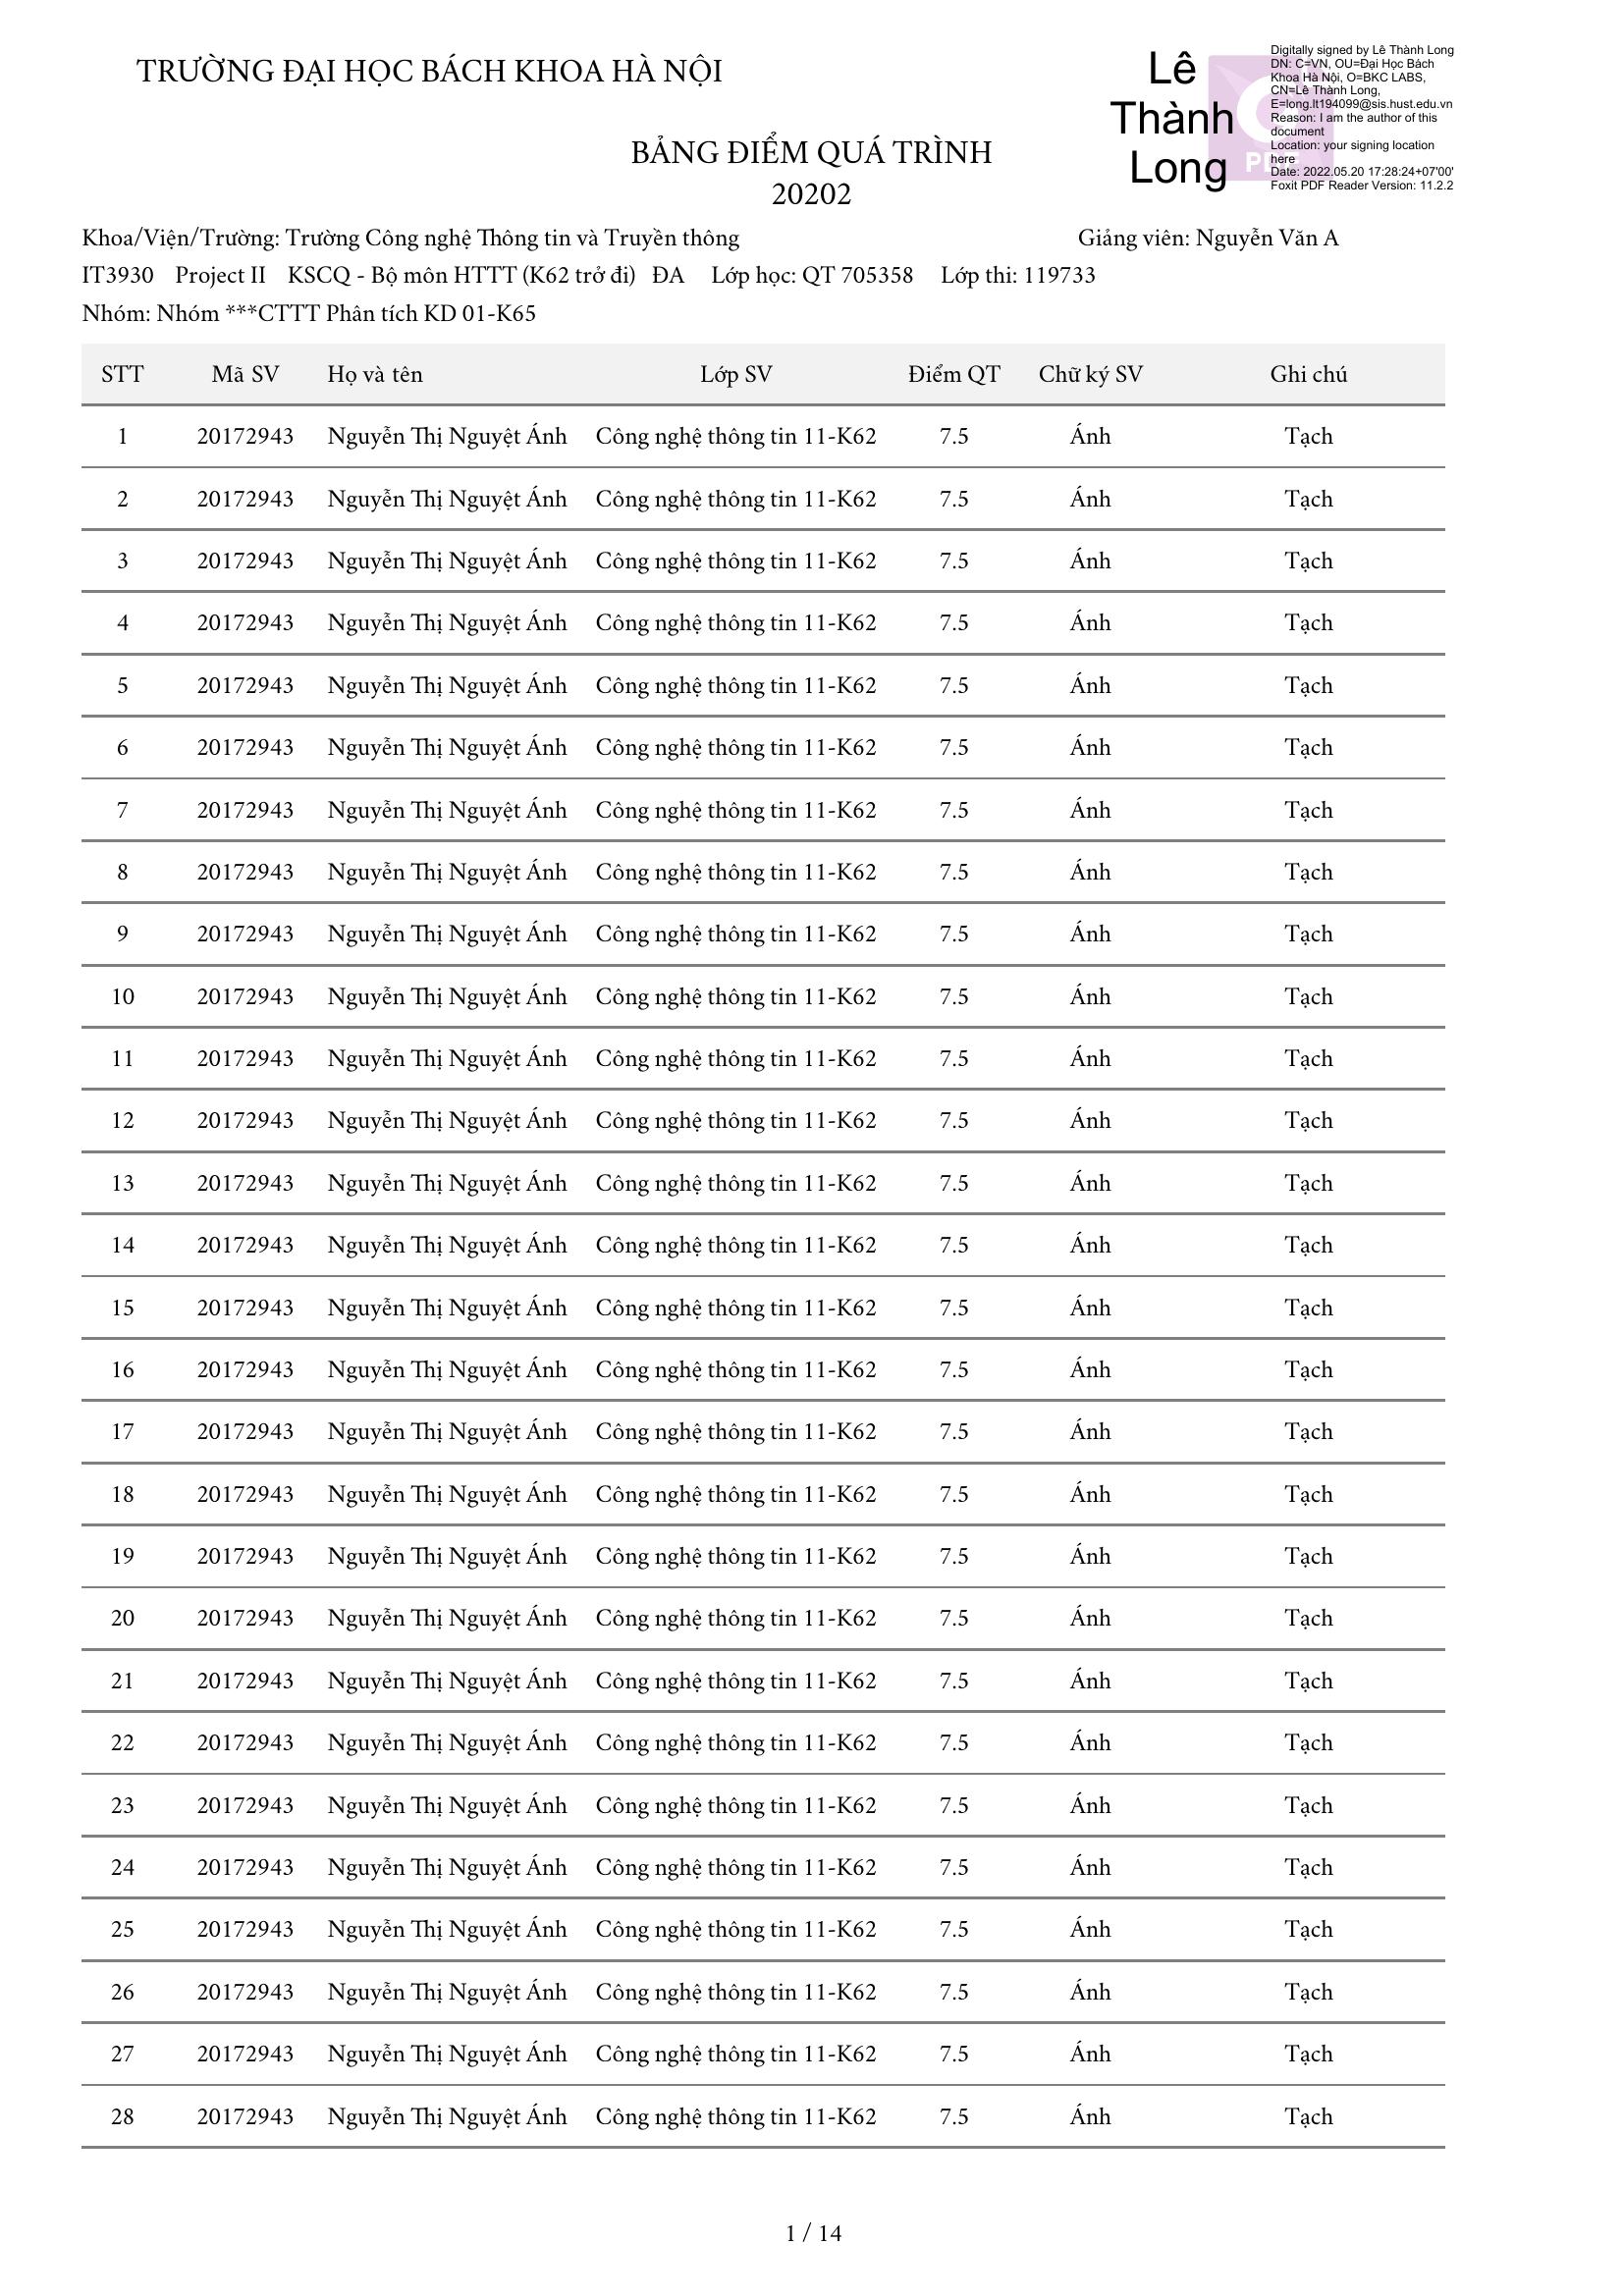 TRƯỜNG ĐẠI HỌC BÁCH KHOA HÀ NỘI
Lê
Thành
Long
Digitally signed by Lê Thành Long
DN: C=VN, OU=Đại Học Bách
Khoa Hà Nội, O=BKC LABS,
CN=Lê Thành Long,
E=long.lt194099@sis.hust.edu.vn
Reason: I am the author of this
document
Location: your signing location
here
Date: 2022.05.20 17:28:24+07'00'
Foxit PDF Reader Version: 11.2.2
BẢNG ĐIỂM QUÁ TRÌNH
20202
Khoa/Viện/Trường: Trường Công nghệ Thông tin và Truyền thông Giảng viên: Nguyễn Văn A
IT3930 Project II KSCQ - Bộ môn HTTT (K62 trở đi) ĐA Lớp học: QT 705358 Lớp thi: 119733
Nhóm: Nhóm ***CTTT Phân tích KD 01-K65
STT Mã SV Họ và tên Lớp SV Điểm QT Chữ ký SV Ghi chú
1 20172943 Nguyễn Thị Nguyệt Ánh Công nghệ thông tin 11-K62 7.5 Ánh Tạch
2 20172943 Nguyễn Thị Nguyệt Ánh Công nghệ thông tin 11-K62 7.5 Ánh Tạch
3 20172943 Nguyễn Thị Nguyệt Ánh Công nghệ thông tin 11-K62 7.5 Ánh Tạch
4 20172943 Nguyễn Thị Nguyệt Ánh Công nghệ thông tin 11-K62 7.5 Ánh Tạch
5 20172943 Nguyễn Thị Nguyệt Ánh Công nghệ thông tin 11-K62 7.5 Ánh Tạch
6 20172943 Nguyễn Thị Nguyệt Ánh Công nghệ thông tin 11-K62 7.5 Ánh Tạch
7 20172943 Nguyễn Thị Nguyệt Ánh Công nghệ thông tin 11-K62 7.5 Ánh Tạch
8 20172943 Nguyễn Thị Nguyệt Ánh Công nghệ thông tin 11-K62 7.5 Ánh Tạch
9 20172943 Nguyễn Thị Nguyệt Ánh Công nghệ thông tin 11-K62 7.5 Ánh Tạch
10 20172943 Nguyễn Thị Nguyệt Ánh Công nghệ thông tin 11-K62 7.5 Ánh Tạch
11 20172943 Nguyễn Thị Nguyệt Ánh Công nghệ thông tin 11-K62 7.5 Ánh Tạch
12 20172943 Nguyễn Thị Nguyệt Ánh Công nghệ thông tin 11-K62 7.5 Ánh Tạch
13 20172943 Nguyễn Thị Nguyệt Ánh Công nghệ thông tin 11-K62 7.5 Ánh Tạch
14 20172943 Nguyễn Thị Nguyệt Ánh Công nghệ thông tin 11-K62 7.5 Ánh Tạch
15 20172943 Nguyễn Thị Nguyệt Ánh Công nghệ thông tin 11-K62 7.5 Ánh Tạch
16 20172943 Nguyễn Thị Nguyệt Ánh Công nghệ thông tin 11-K62 7.5 Ánh Tạch
17 20172943 Nguyễn Thị Nguyệt Ánh Công nghệ thông tin 11-K62 7.5 Ánh Tạch
18 20172943 Nguyễn Thị Nguyệt Ánh Công nghệ thông tin 11-K62 7.5 Ánh Tạch
19 20172943 Nguyễn Thị Nguyệt Ánh Công nghệ thông tin 11-K62 7.5 Ánh Tạch
20 20172943 Nguyễn Thị Nguyệt Ánh Công nghệ thông tin 11-K62 7.5 Ánh Tạch
21 20172943 Nguyễn Thị Nguyệt Ánh Công nghệ thông tin 11-K62 7.5 Ánh Tạch
22 20172943 Nguyễn Thị Nguyệt Ánh Công nghệ thông tin 11-K62 7.5 Ánh Tạch
23 20172943 Nguyễn Thị Nguyệt Ánh Công nghệ thông tin 11-K62 7.5 Ánh Tạch
24 20172943 Nguyễn Thị Nguyệt Ánh Công nghệ thông tin 11-K62 7.5 Ánh Tạch
25 20172943 Nguyễn Thị Nguyệt Ánh Công nghệ thông tin 11-K62 7.5 Ánh Tạch
26 20172943 Nguyễn Thị Nguyệt Ánh Công nghệ thông tin 11-K62 7.5 Ánh Tạch
27 20172943 Nguyễn Thị Nguyệt Ánh Công nghệ thông tin 11-K62 7.5 Ánh Tạch
28 20172943 Nguyễn Thị Nguyệt Ánh Công nghệ thông tin 11-K62 7.5 Ánh Tạch
1 / 14